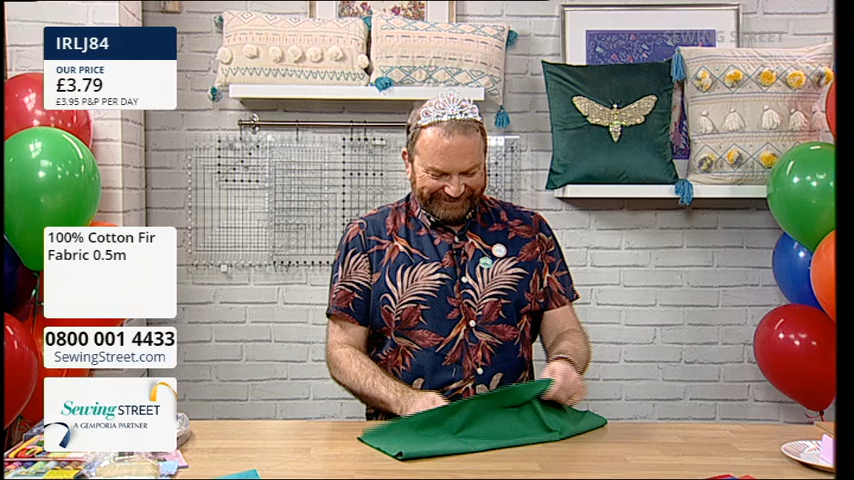 IRLJ84
SEWING STREET
OUR PRICE
£3.79
£3.95 P&P PER DAY
100% Cotton Fir
Fabric 0.5m
0800 001 4433
SewingStreet.com
Sewing STREET
A GEMPORIA PARTNER